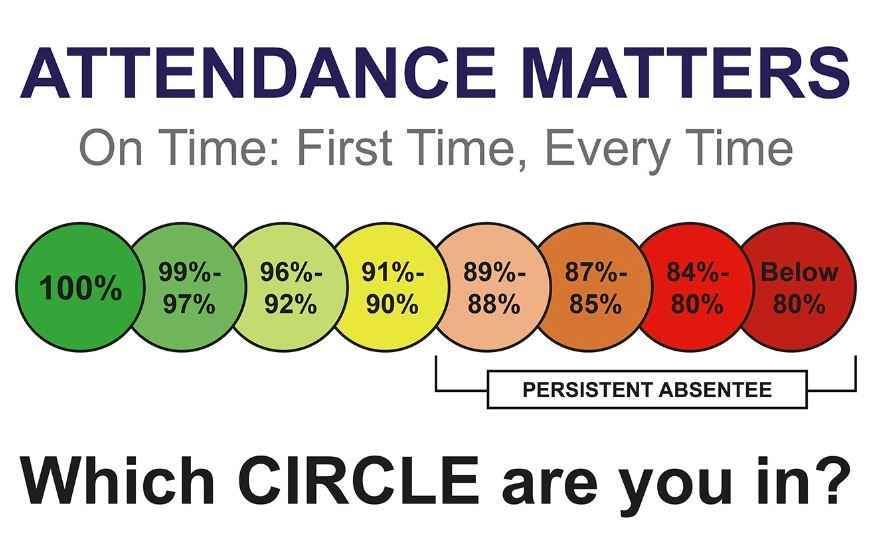 ATTENDANCE MATTERS
On Time: First Time, Every Time
100%
99%-
97%
96%-
92%
91%-
90%
89%-
88%
87%-
85%
84%-
80%
Below
80%
PERSISTENT ABSENTEE
Which CIRCLE are you in?